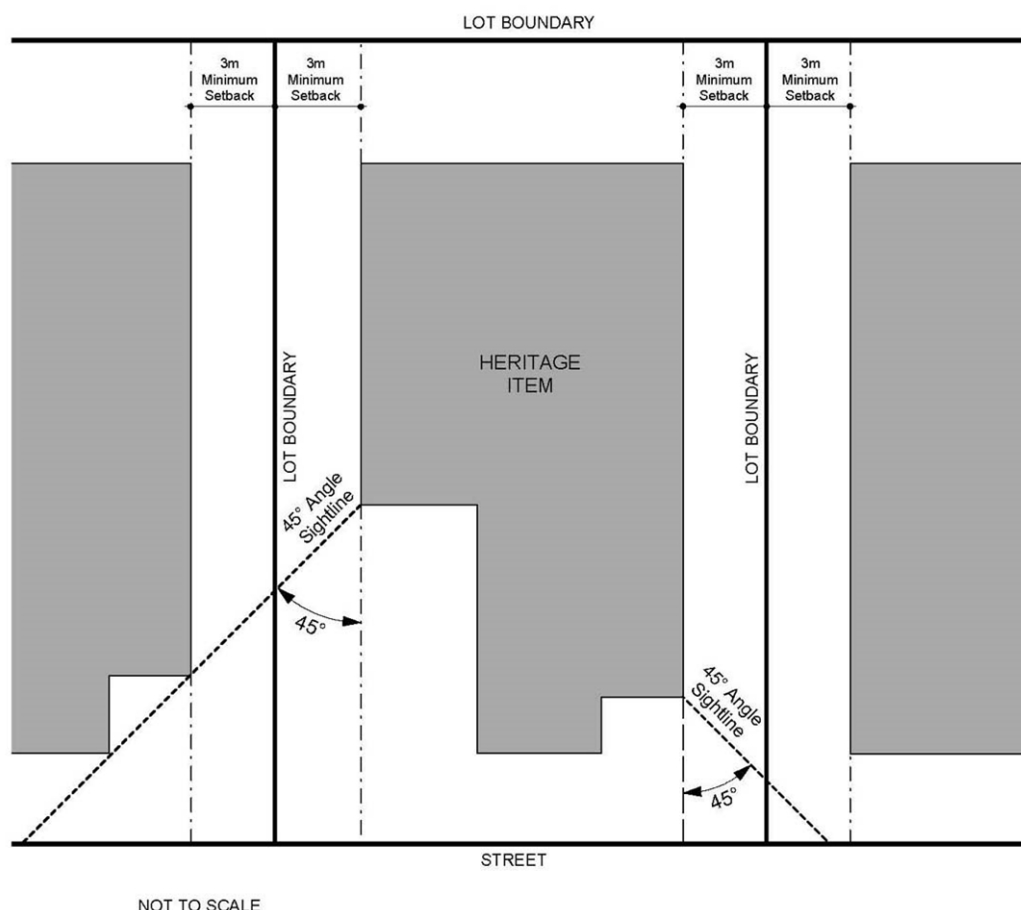 LOT BOUNDARY
3m
Minimum
Setback
3m
Minimum
Setback
3m
Minimum
Setback
3m
Minimum
Setback
HERITAGE
ITEM
LOT BOUNDARY
LOT BOUNDARY
45° Angle
Sightline
45°
45° Angle
Sightline
45°
STREET
NOT TO SCALE